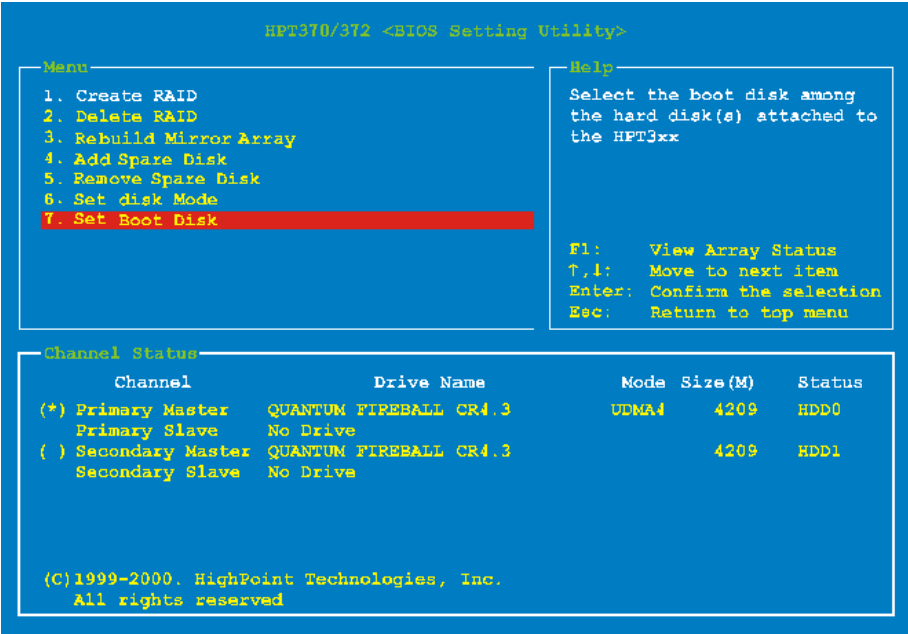 HPT370/372 <BIOS Setting Utility>
Menu
1. Create RAID
2. Delete RAID
3. Rebuild Mirror Array
4. Add Spare Disk
5. Remove Spare Disk
6. Set disk Mode
7. Set Boot Disk
Help
Select the boot disk among
the hard disk(s) attached to
the HPT3xx
F1: View Array Status
↑,↓: Move to next item
Enter: Confirm the selection
Esc: Return to top menu
Channel Status
Channel Drive Name Mode Size(M) Status
(*) Primary Master QUANTUM FIREBALL CR4.3 UDMA4 4209 HDD0
Primary Slave No Drive
( ) Secondary Master QUANTUM FIREBALL CR4.3 4209 HDD1
Secondary Slave No Drive
(C)1999-2000. HighPoint Technologies, Inc.
All rights reserved